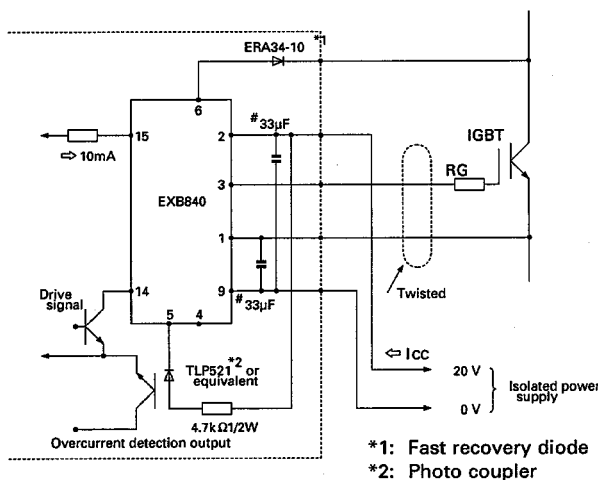 *1
ERA34-10
6
#33μF
15
2
⇨ 10mA
IGBT
3
RG
EXB840
1
14
9
#33μF
Twisted
Drive
signal
5
4
TLP521*2 or
equivalent
⇦ Icc
20 V
Isolated power
supply
0 V
4.7k Ω1/2W
Overcurrent detection output
*1: Fast recovery diode
*2: Photo coupler